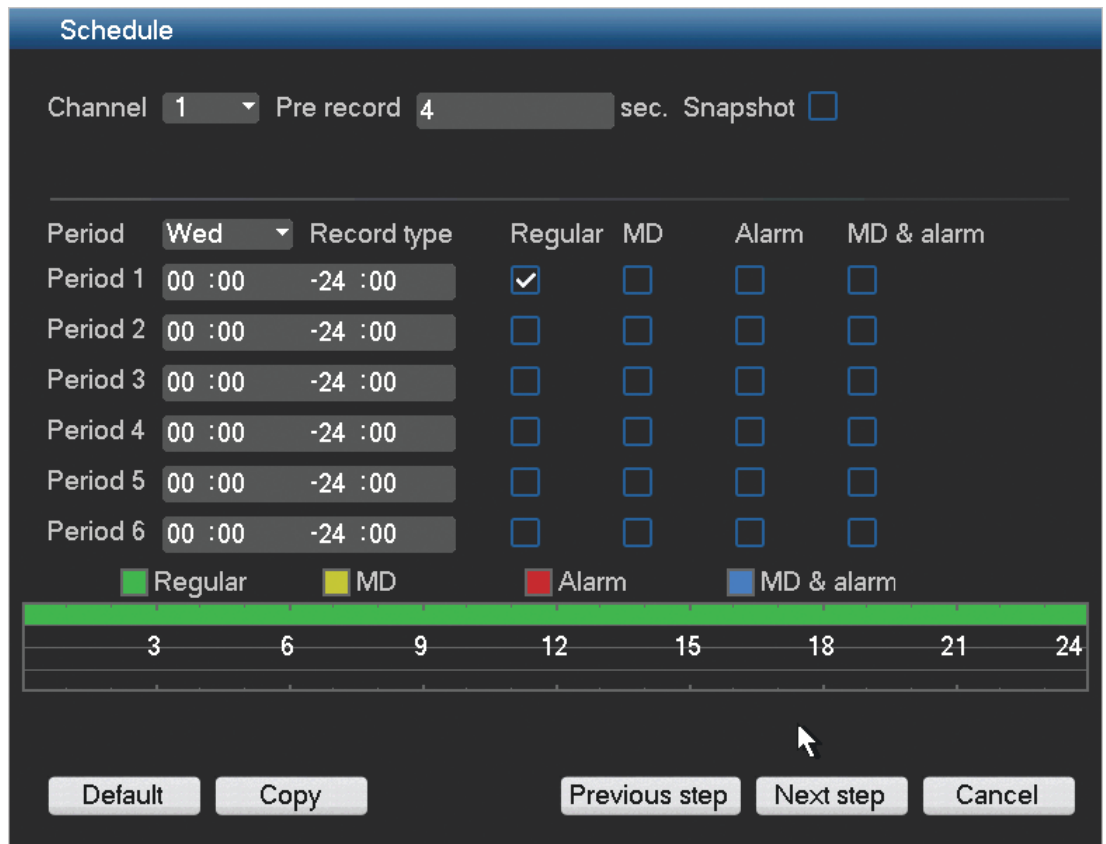 Schedule
Channel 1 Pre record 4 sec. Snapshot
Period Wed Record type Regular MD Alarm MD & alarm
Period 1 00 :00 -24 :00
Period 2 00 :00 -24 :00
Period 3 00 :00 -24 :00
Period 4 00 :00 -24 :00
Period 5 00 :00 -24 :00
Period 6 00 :00 -24 :00
Regular MD Alarm MD & alarm
3 6 9 12 15 18 21 24
Default Copy Previous step Next step Cancel